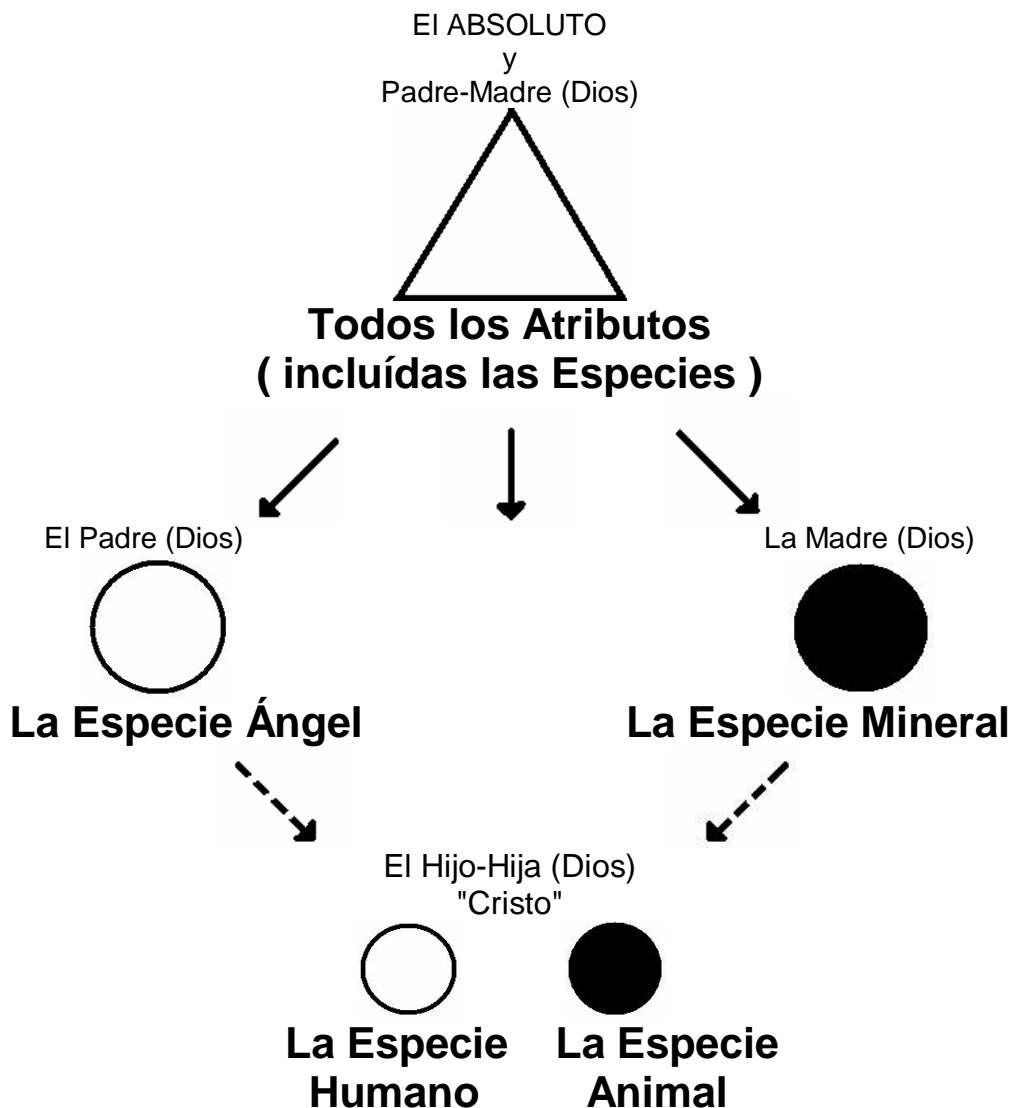 El ABSOLUTO
y
Padre-Madre (Dios)
Todos los Atributos
( incluídas las Especies )
El Padre (Dios)
La Madre (Dios)
La Especie Ángel
La Especie Mineral
El Hijo-Hija (Dios)
"Cristo"
La Especie
Humano
La Especie
Animal